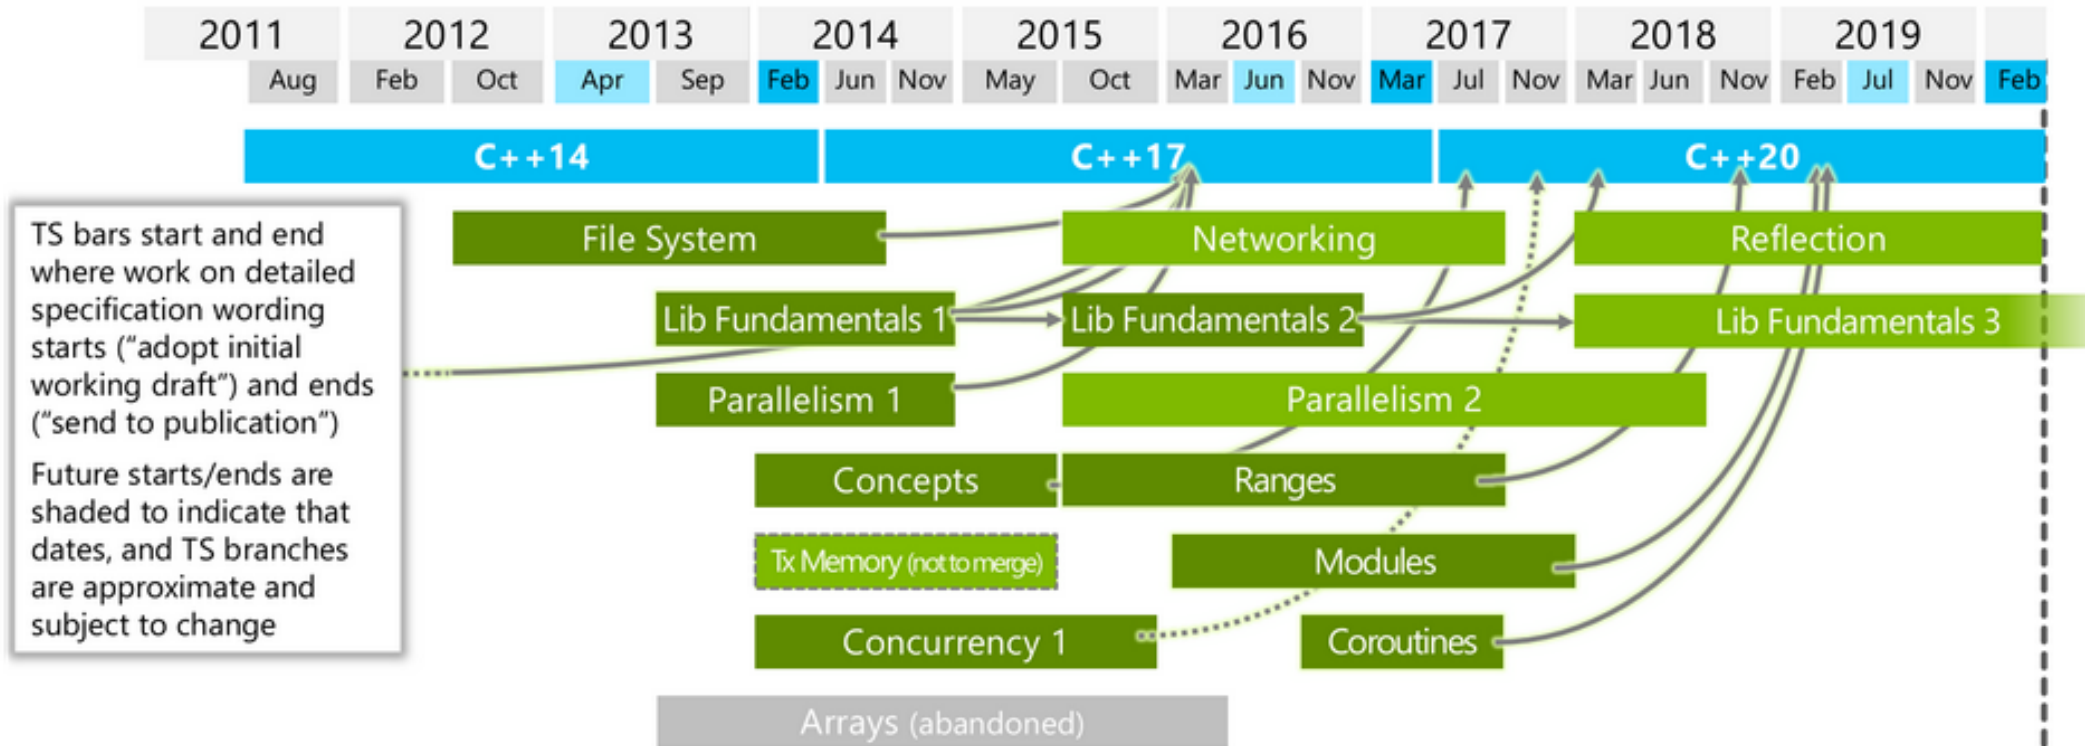 2011 2012 2013 2014 2015 2016 2017 2018 2019
Aug Feb Oct Apr Sep Feb Jun Nov May Oct Mar Jun Nov Mar Jul Nov Mar Jun Nov Feb Jul Nov Feb
C++14 C++17 C++20
TS bars start and end
where work on detailed
specification wording
starts (“adopt initial
working draft”) and ends
(“send to publication”)
Future starts/ends are
shaded to indicate that
dates, and TS branches
are approximate and
subject to change
File System Networking Reflection
Lib Fundamentals 1 Lib Fundamentals 2 Lib Fundamentals 3
Parallelism 1 Parallelism 2
Concepts Ranges
Tx Memory (not to merge) Modules
Concurrency 1 Coroutines
Arrays (abandoned)